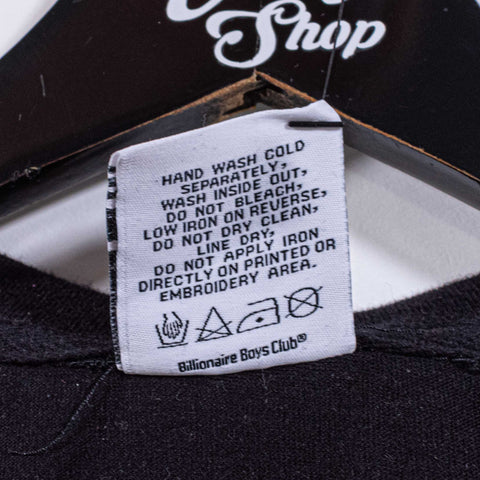 Shop
HAND WASH COLD
SEPARATELY,
WASH INSIDE OUT,
DO NOT BLEACH,
LOW IRON ON REVERSE,
DO NOT DRY CLEAN,
LINE DRY,
DO NOT APPLY IRON
DIRECTLY ON PRINTED OR
EMBROIDERY AREA.
Billionaire Boys Club®